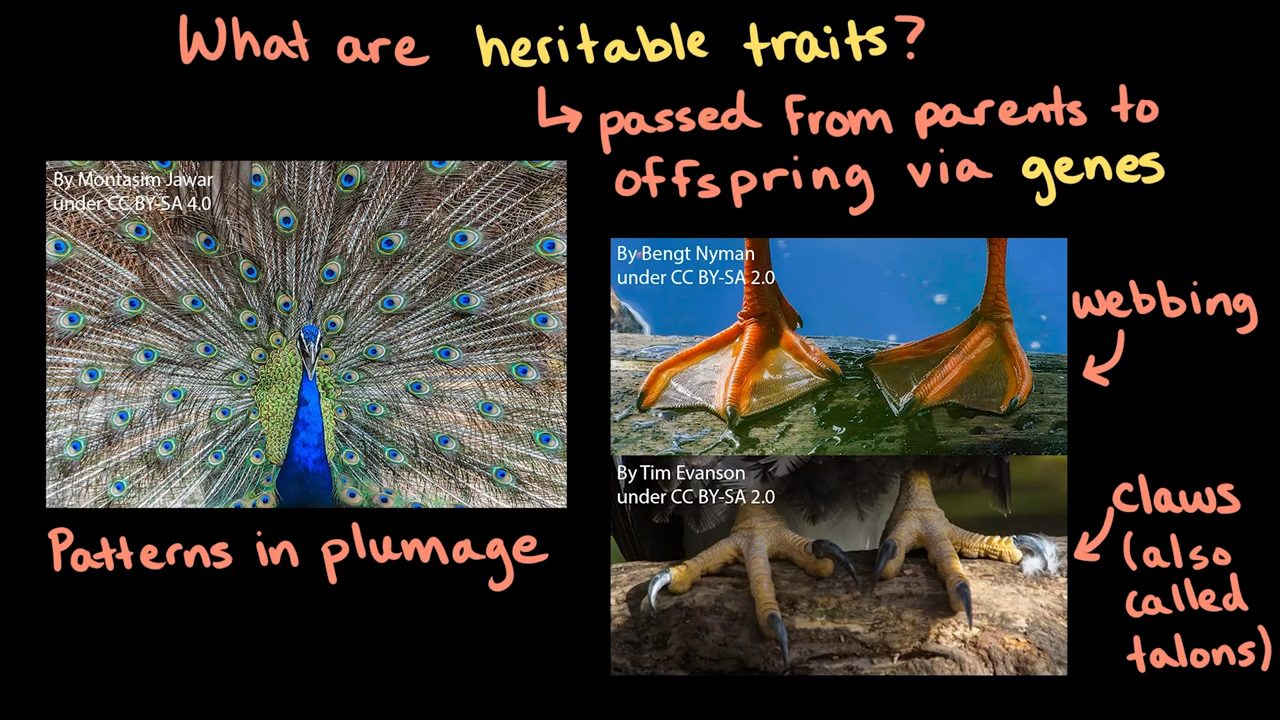 What are heritable traits?
↳ passed from parents to
offspring via genes
By Montasim Jawar
under CC BY-SA 4.0
Patterns in plumage
By Bengt Nyman
under CC BY-SA 2.0
webbing
By Tim Evanson
under CC BY-SA 2.0
claws
(also
called
talons)